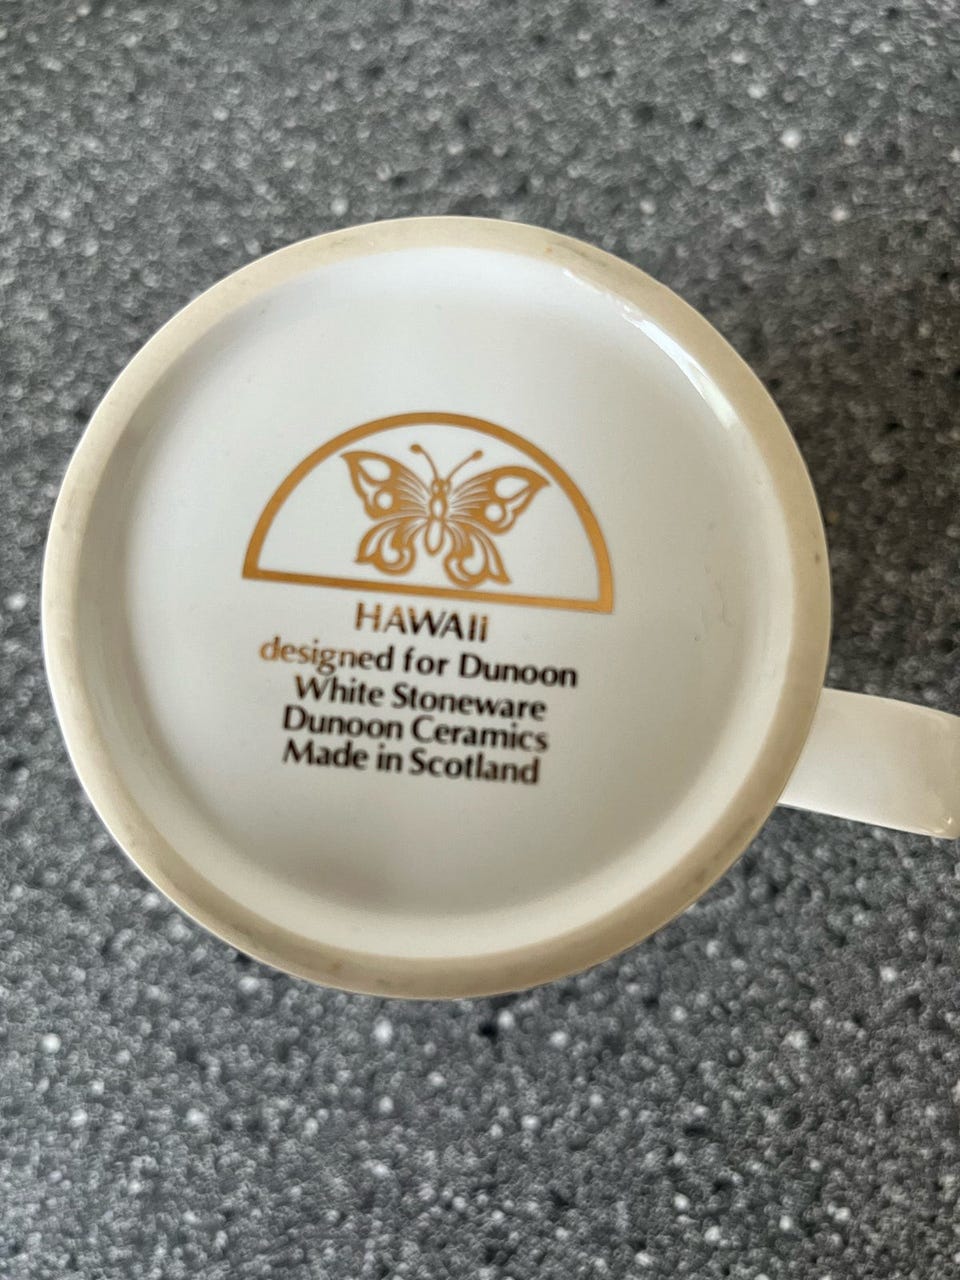 HAWAII
designed for Dunoon
White Stoneware
Dunoon Ceramics
Made in Scotland